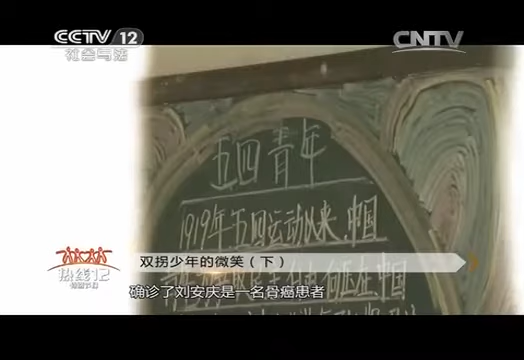 CCTV 12
社会与法
CNTV
五四青年
1919年五四运动以来,中国
热线12
双拐少年的微笑（下）
确诊了刘安庆是一名骨癌患者